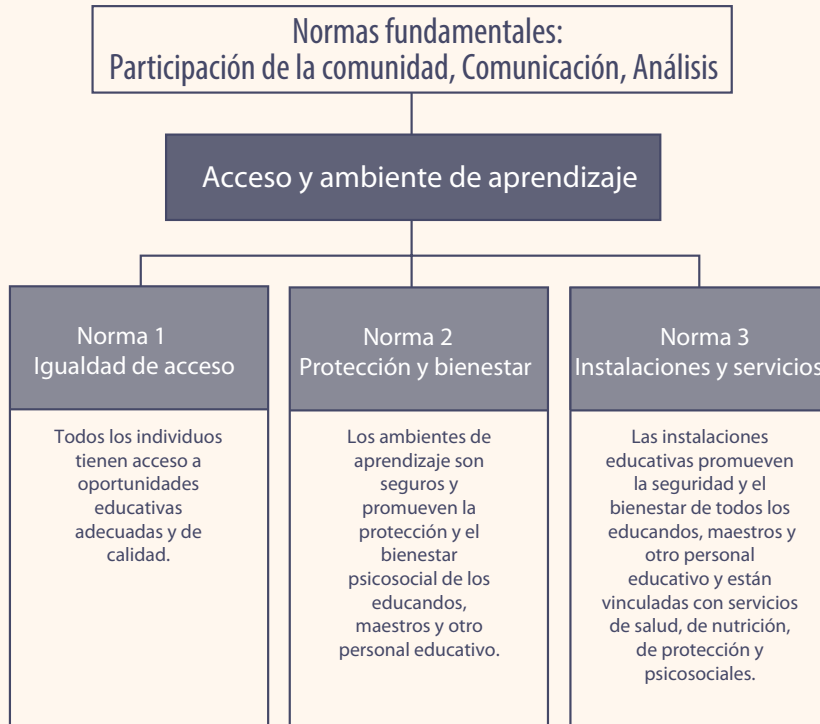 Normas fundamentales:
Participación de la comunidad, Comunicación, Análisis
Acceso y ambiente de aprendizaje
Norma 1
Igualdad de acceso
Todos los individuos
tienen acceso a
oportunidades
educativas
adecuadas y de
calidad.
Norma 2
Protección y bienestar
Los ambientes de
aprendizaje son
seguros y
promueven la
protección y el
bienestar
psicosocial de los
educandos,
maestros y otro
personal educativo.
Norma 3
Instalaciones y servicios
Las instalaciones
educativas promueven
la seguridad y el
bienestar de todos los
educandos, maestros y
otro personal
educativo y están
vinculadas con servicios
de salud, de nutrición,
de protección y
psicosociales.